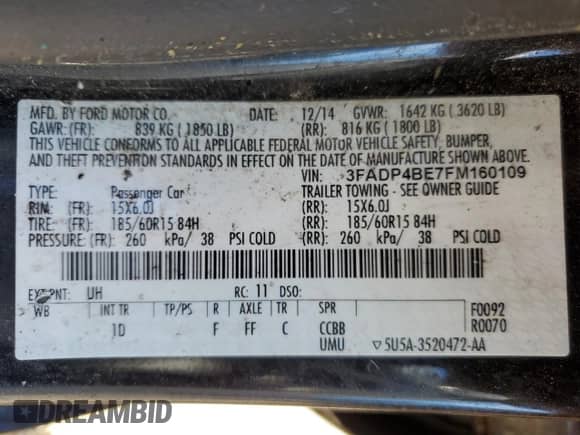 MFD. BY FORD MOTOR CO. DATE: 12/14 GVWR: 1642 KG ( 3620 LB)
GAWR: (FR): 839 KG ( 1850 LB) (RR): 816 KG ( 1800 LB)
THIS VEHICLE CONFORMS TO ALL APPLICABLE FEDERAL MOTOR VEHICLE SAFETY, BUMPER,
AND THEFT PREVENTION STANDARDS IN EFFECT ON THE DATE OF MANUFACTURE SHOWN ABOVE.
VIN: 3FADP4BE7FM160109
TYPE: Passenger Car TRAILER TOWING - SEE OWNER GUIDE
RIM: (FR): 15X6.0J (RR): 15X6.0J
TIRE: (FR): 185/60R15 84H (RR): 185/60R15 84H
PRESSURE: (FR): 260 kPa/ 38 PSI COLD (RR): 260 kPa/ 38 PSI COLD
EXT PNT: UH RC: 11 DSO:
WB INT TR TP/PS R AXLE TR SPR F0092
1D F FF C CCBB R0070
UMU ▽5U5A-3520472-AA
DREAMBID